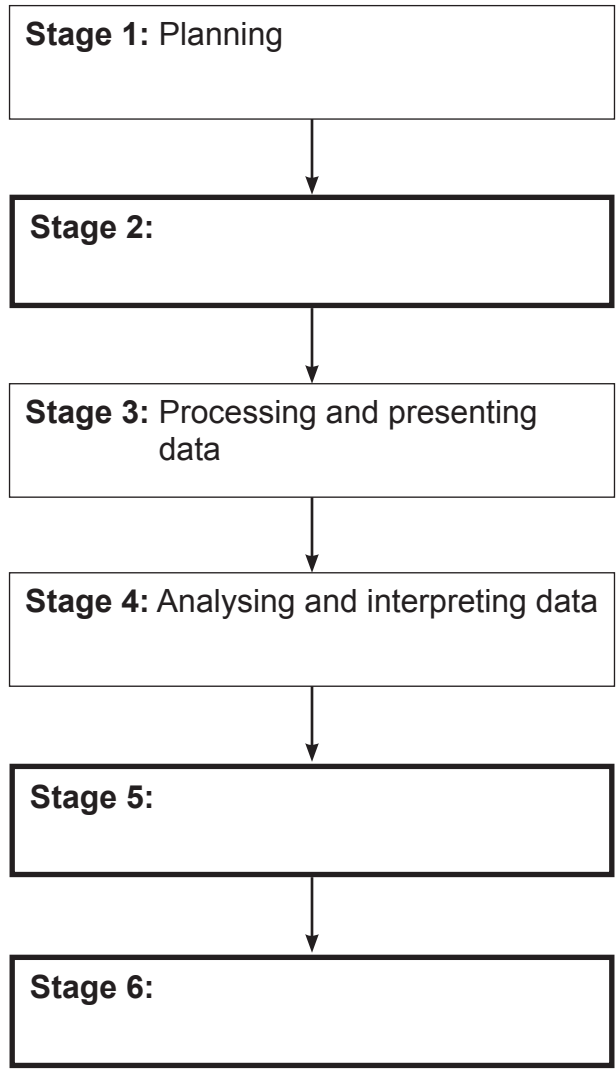 Stage 1: Planning
Stage 2:
Stage 3: Processing and presenting
data
Stage 4: Analysing and interpreting data
Stage 5:
Stage 6: